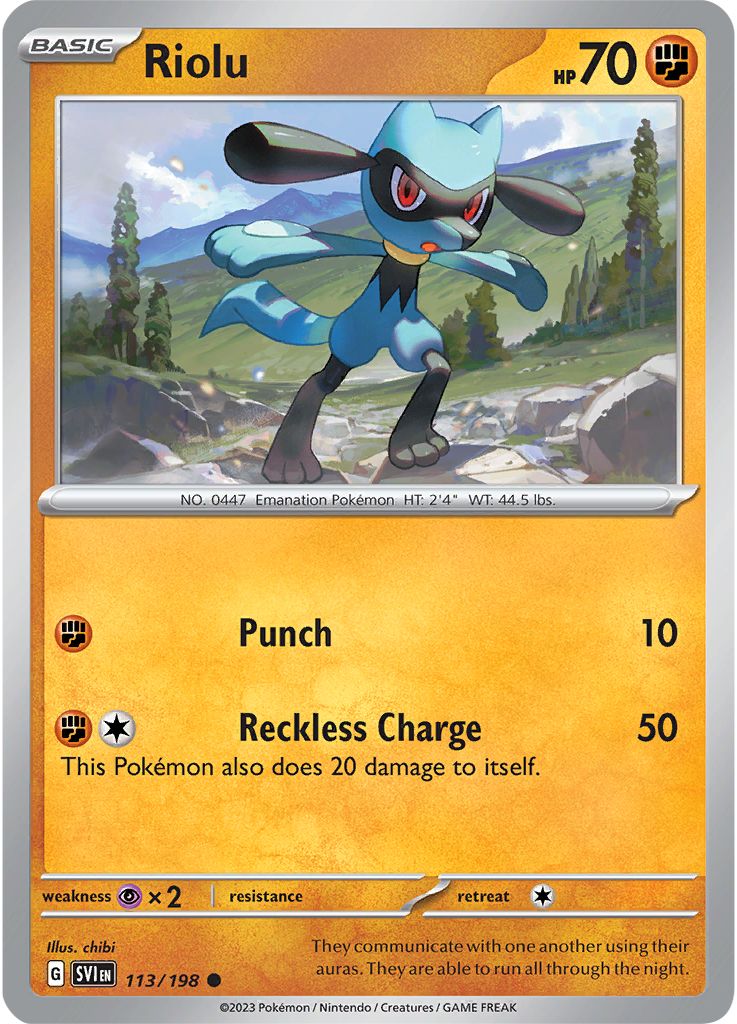 BASIC Riolu HP 70
NO. 0447 Emanation Pokémon HT: 2'4" WT: 44.5 lbs.
Punch 10
Reckless Charge 50
This Pokémon also does 20 damage to itself.
weakness ×2 resistance retreat
Illus. chibi
They communicate with one another using their
auras. They are able to run all through the night.
G SVI EN 113/198
©2023 Pokémon / Nintendo / Creatures / GAME FREAK